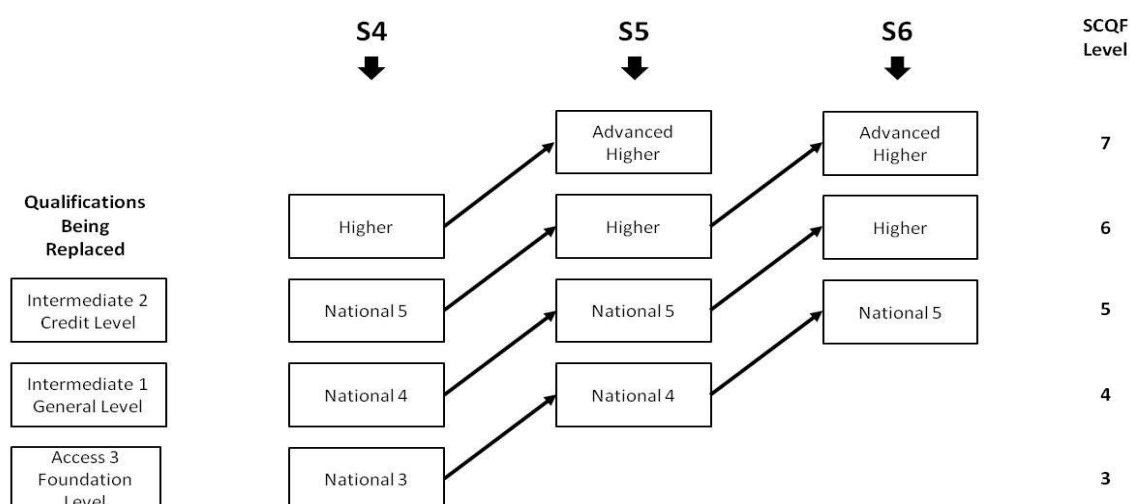 S4 S5 S6 SCQF
Level
Advanced
Higher
Advanced
Higher
7
Qualifications
Being
Replaced
Higher
Higher
Higher
6
Intermediate 2
Credit Level
National 5
National 5
National 5
5
Intermediate 1
General Level
National 4
National 4
4
Access 3
Foundation
Level
National 3
3